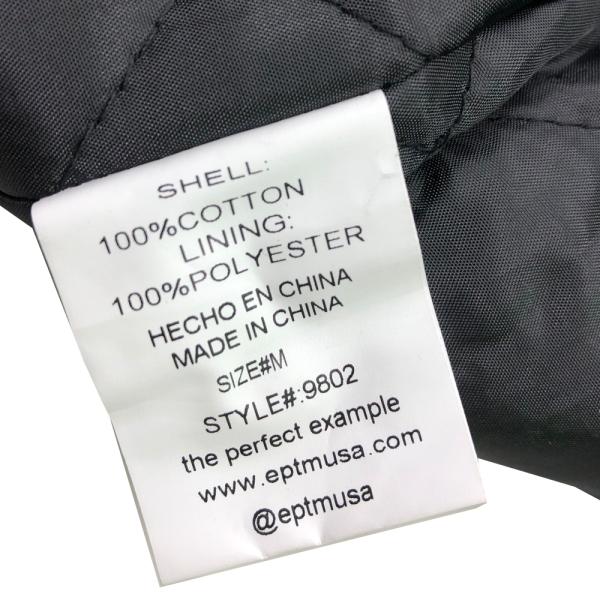 SHELL:
100%COTTON
LINING:
100%POLYESTER
HECHO EN CHINA
MADE IN CHINA
SIZE#M
STYLE#:9802
the perfect example
www.eptmusa.com
@eptmusa